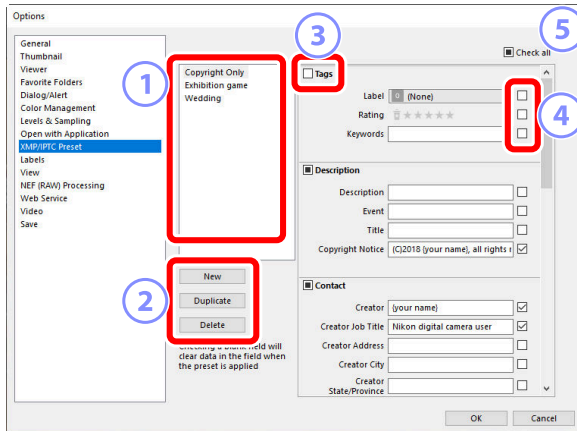 Options
General
Thumbnail
Viewer
Favorite Folders
Dialog/Alert
Color Management
Levels & Sampling
Open with Application
XMP/IPTC Preset
Labels
View
NEF (RAW) Processing
Web Service
Video
Save
1
Copyright Only
Exhibition game
Wedding
2
New
Duplicate
Delete
Checking a blank field will
clear data in the field when
the preset is applied
3
5
Check all
Tags
4
Label 0 (None)
Rating
Keywords
Description
Description
Event
Title
Copyright Notice (C)2018 (your name), all rights r
Contact
Creator (your name)
Creator Job Title Nikon digital camera user
Creator Address
Creator City
Creator
State/Province
OK Cancel